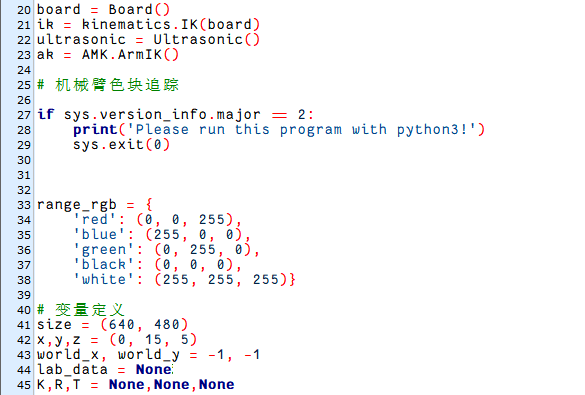 20 board = Board()
21 ik = kinematics.IK(board)
22 ultrasonic = Ultrasonic()
23 ak = AMK.ArmIK()
24
25 # 机械臂色块追踪
26
27 if sys.version_info.major == 2:
28     print('Please run this program with python3!')
29     sys.exit(0)
30
31
32
33 range_rgb = {
34     'red': (0, 0, 255),
35     'blue': (255, 0, 0),
36     'green': (0, 255, 0),
37     'black': (0, 0, 0),
38     'white': (255, 255, 255)}
39
40 # 变量定义
41 size = (640, 480)
42 x,y,z = (0, 15, 5)
43 world_x, world_y = -1, -1
44 lab_data = None
45 K,R,T = None,None,None